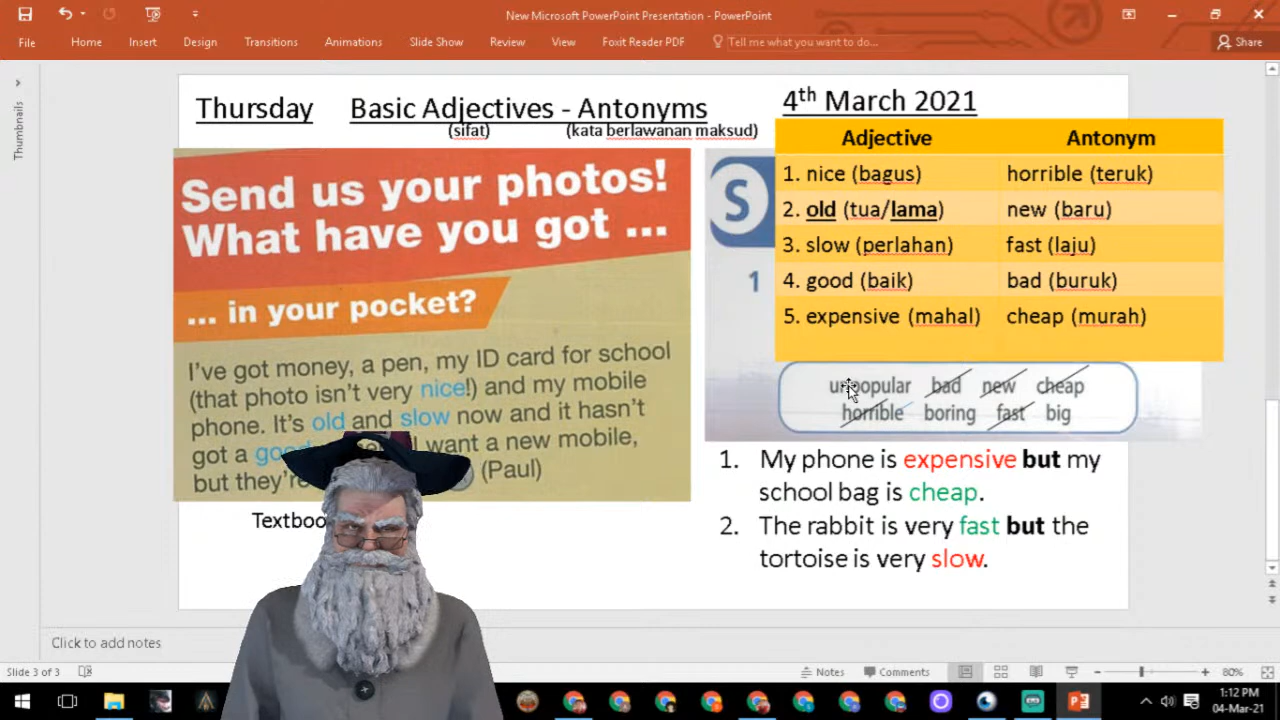 New Microsoft PowerPoint Presentation - PowerPoint
File Home Insert Design Transitions Animations Slide Show Review View Foxit Reader PDF Tell me what you want to do... Share
Thumbnails
Thursday Basic Adjectives - Antonyms 4th March 2021
(sifat) (kata berlawanan maksud)
Send us your photos!
What have you got ...
... in your pocket?
I've got money, a pen, my ID card for school
(that photo isn't very nice!) and my mobile
phone. It's old and slow now and it hasn't
got a I want a new mobile,
but they're (Paul)
S
1
Adjective Antonym
1. nice (bagus) horrible (teruk)
2. old (tua/lama) new (baru)
3. slow (perlahan) fast (laju)
4. good (baik) bad (buruk)
5. expensive (mahal) cheap (murah)
unpopular bad new cheap
horrible boring fast big
1. My phone is expensive but my
school bag is cheap.
2. The rabbit is very fast but the
tortoise is very slow.
Click to add notes
Slide 3 of 3 Notes Comments 80%
1:12 PM
04-Mar-21